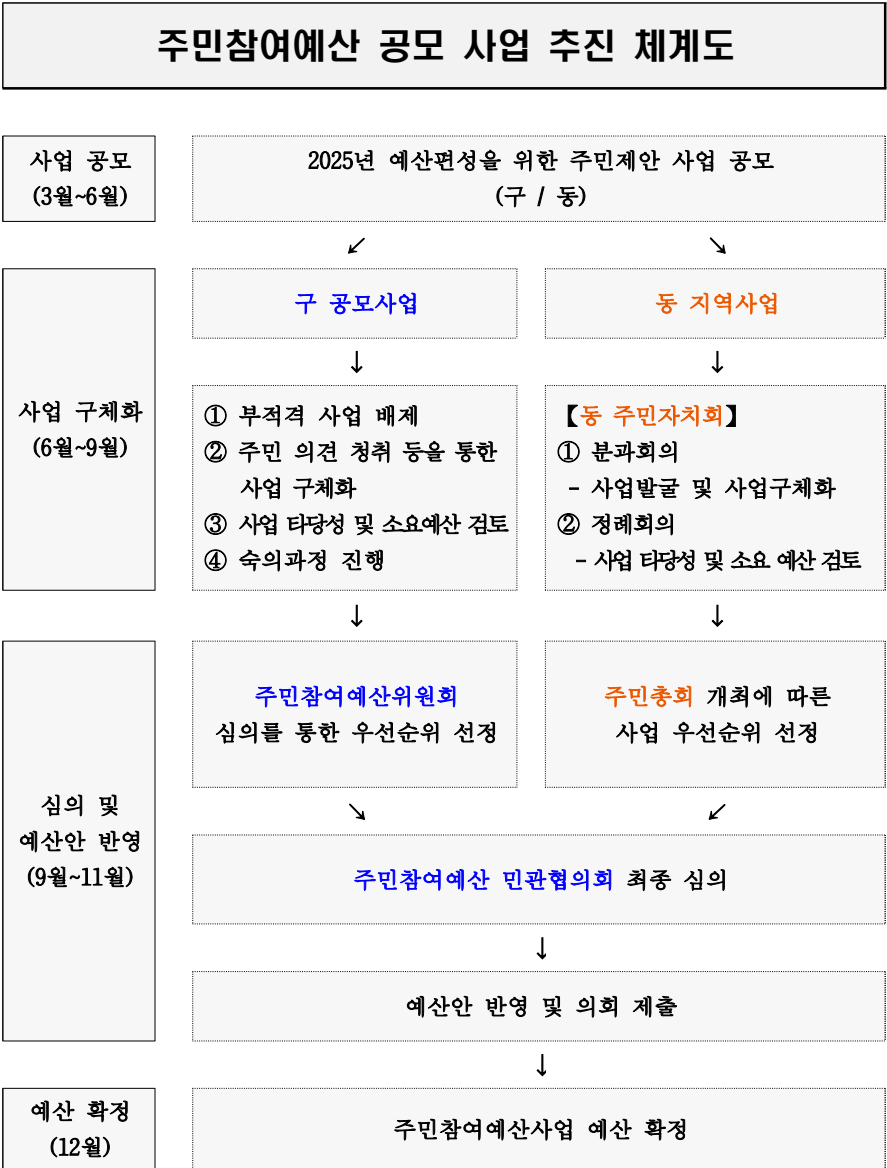 주민참여예산 공모 사업 추진 체계도
사업 공모
(3월~6월)
2025년 예산편성을 위한 주민제안 사업 공모
(구 / 동)
↙ ↘
사업 구체화
(6월~9월)
구 공모사업
↓
① 부적격 사업 배제
② 주민 의견 청취 등을 통한
사업 구체화
③ 사업 타당성 및 소요예산 검토
④ 숙의과정 진행
↓
동 지역사업
↓
【동 주민자치회】
① 분과회의
- 사업발굴 및 사업구체화
② 정례회의
- 사업 타당성 및 소요 예산 검토
↓
심의 및
예산안 반영
(9월~11월)
주민참여예산위원회
심의를 통한 우선순위 선정
↘
주민총회 개최에 따른
사업 우선순위 선정
↙
주민참여예산 민관협의회 최종 심의
↓
예산안 반영 및 의회 제출
↓
예산 확정
(12월)
주민참여예산사업 예산 확정